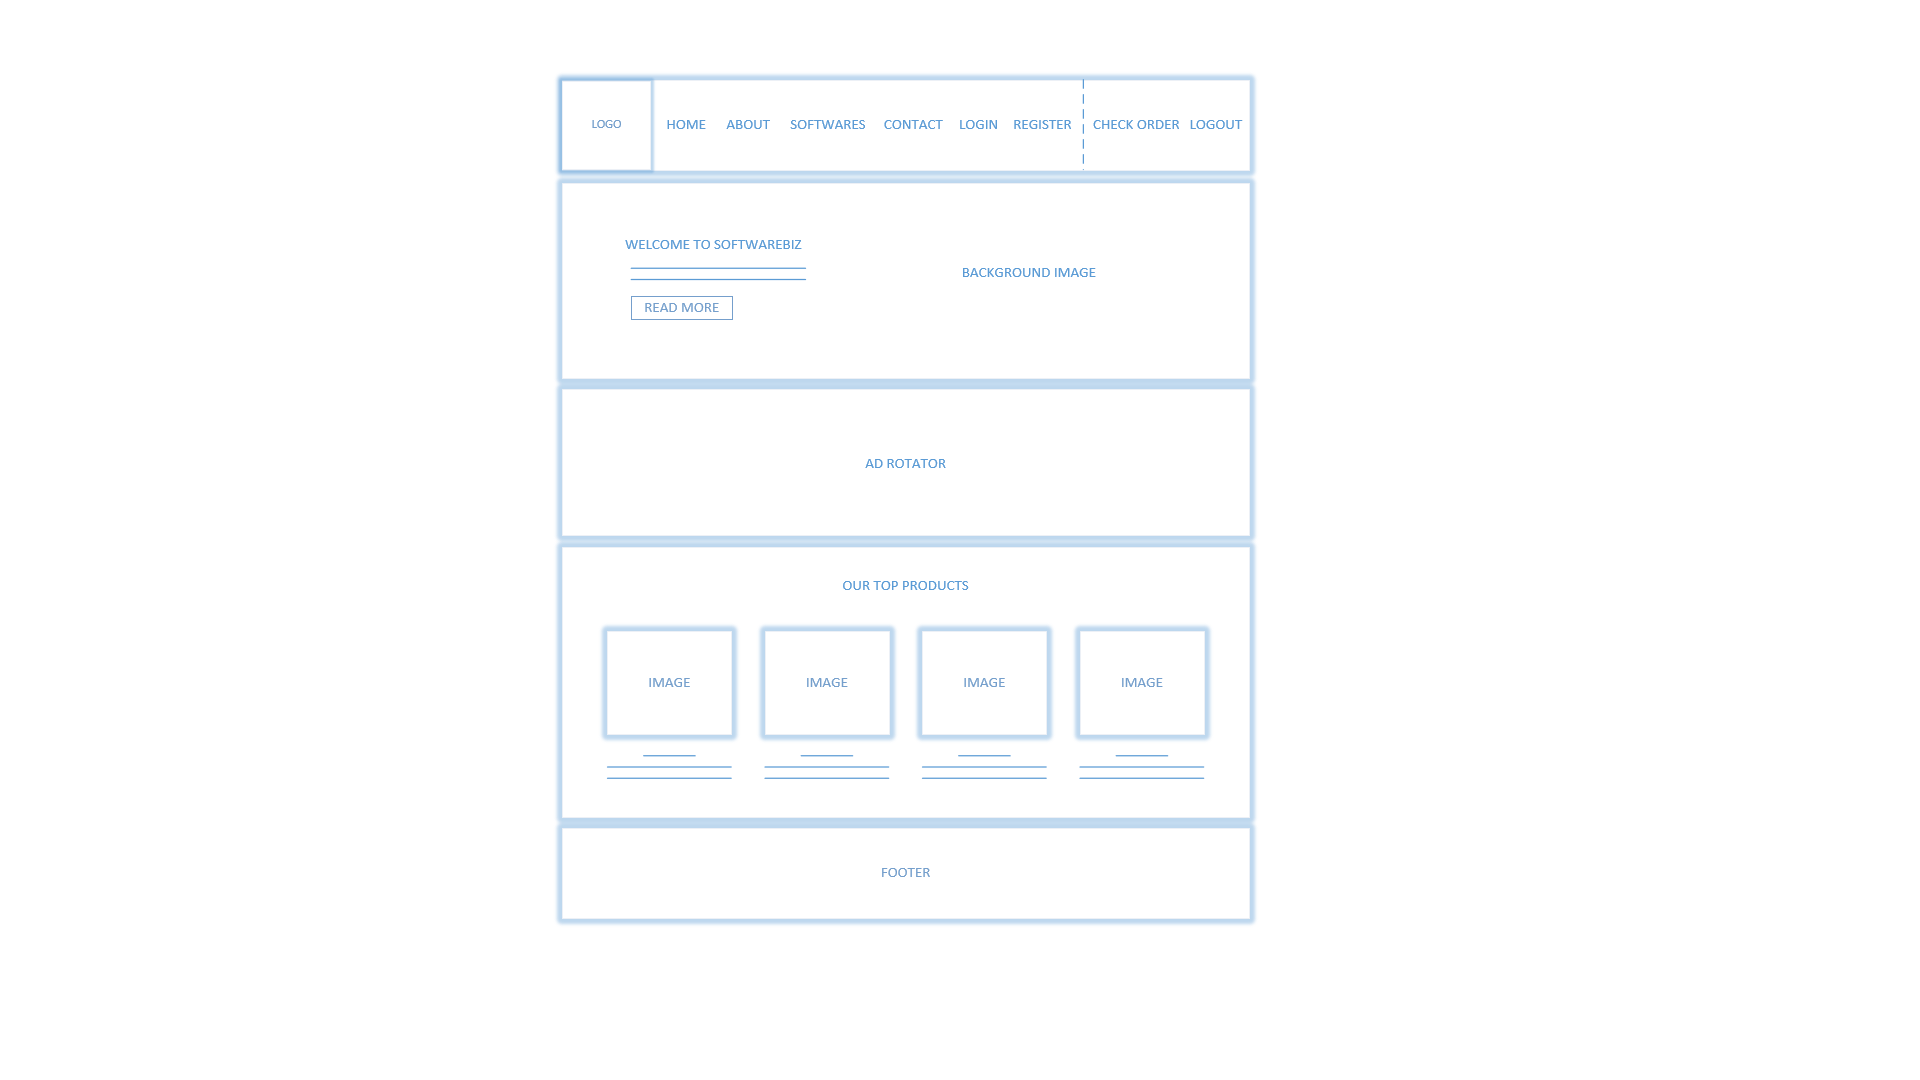 LOGO HOME ABOUT SOFTWARES CONTACT LOGIN REGISTER CHECK ORDER LOGOUT
WELCOME TO SOFTWAREBIZ
BACKGROUND IMAGE
READ MORE
AD ROTATOR
OUR TOP PRODUCTS
IMAGE IMAGE IMAGE IMAGE
FOOTER